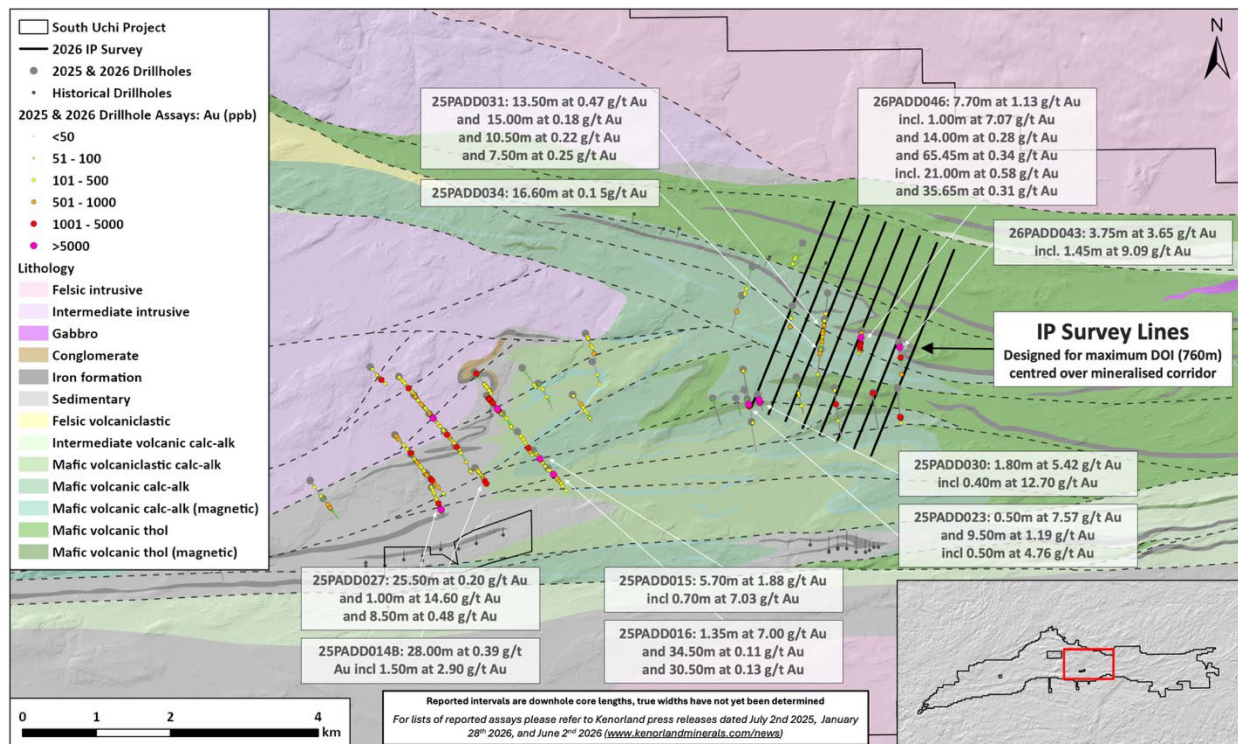 South Uchi Project
2026 IP Survey
2025 & 2026 Drillholes
Historical Drillholes
2025 & 2026 Drillhole Assays: Au (ppb)
<50
51 - 100
101 - 500
501 - 1000
1001 - 5000
>5000
Lithology
Felsic intrusive
Intermediate intrusive
Gabbro
Conglomerate
Iron formation
Sedimentary
Felsic volcaniclastic
Intermediate volcanic calc-alk
Mafic volcaniclastic calc-alk
Mafic volcanic calc-alk
Mafic volcanic calc-alk (magnetic)
Mafic volcanic thol
Mafic volcanic thol (magnetic)
N
25PADD031: 13.50m at 0.47 g/t Au
and 15.00m at 0.18 g/t Au
and 10.50m at 0.22 g/t Au
and 7.50m at 0.25 g/t Au
25PADD034: 16.60m at 0.1 5g/t Au
26PADD046: 7.70m at 1.13 g/t Au
incl. 1.00m at 7.07 g/t Au
and 14.00m at 0.28 g/t Au
and 65.45m at 0.34 g/t Au
incl. 21.00m at 0.58 g/t Au
and 35.65m at 0.31 g/t Au
26PADD043: 3.75m at 3.65 g/t Au
incl. 1.45m at 9.09 g/t Au
IP Survey Lines
Designed for maximum DOI (760m)
centred over mineralised corridor
25PADD030: 1.80m at 5.42 g/t Au
incl 0.40m at 12.70 g/t Au
25PADD023: 0.50m at 7.57 g/t Au
and 9.50m at 1.19 g/t Au
incl 0.50m at 4.76 g/t Au
25PADD027: 25.50m at 0.20 g/t Au
and 1.00m at 14.60 g/t Au
and 8.50m at 0.48 g/t Au
25PADD014B: 28.00m at 0.39 g/t
Au incl 1.50m at 2.90 g/t Au
25PADD015: 5.70m at 1.88 g/t Au
incl 0.70m at 7.03 g/t Au
25PADD016: 1.35m at 7.00 g/t Au
and 34.50m at 0.11 g/t Au
and 30.50m at 0.13 g/t Au
0 1 2 4
km
Reported intervals are downhole core lengths, true widths have not yet been determined
For lists of reported assays please refer to Kenorland press releases dated July 2nd 2025, January
28th 2026, and June 2nd 2026 (www.kenorlandminerals.com/news)